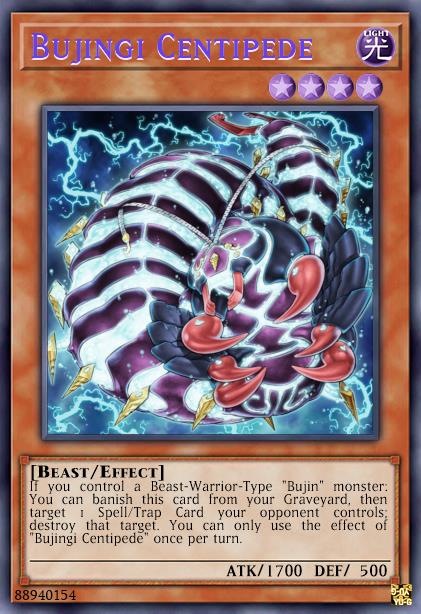 Bujingi Centipede
LIGHT
光
[Beast/Effect]
If you control a Beast-Warrior-Type "Bujin" monster:
You can banish this card from your Graveyard, then
target 1 Spell/Trap Card your opponent controls;
destroy that target. You can only use the effect of
"Bujingi Centipede" once per turn.
ATK/1700 DEF/ 500
88940154